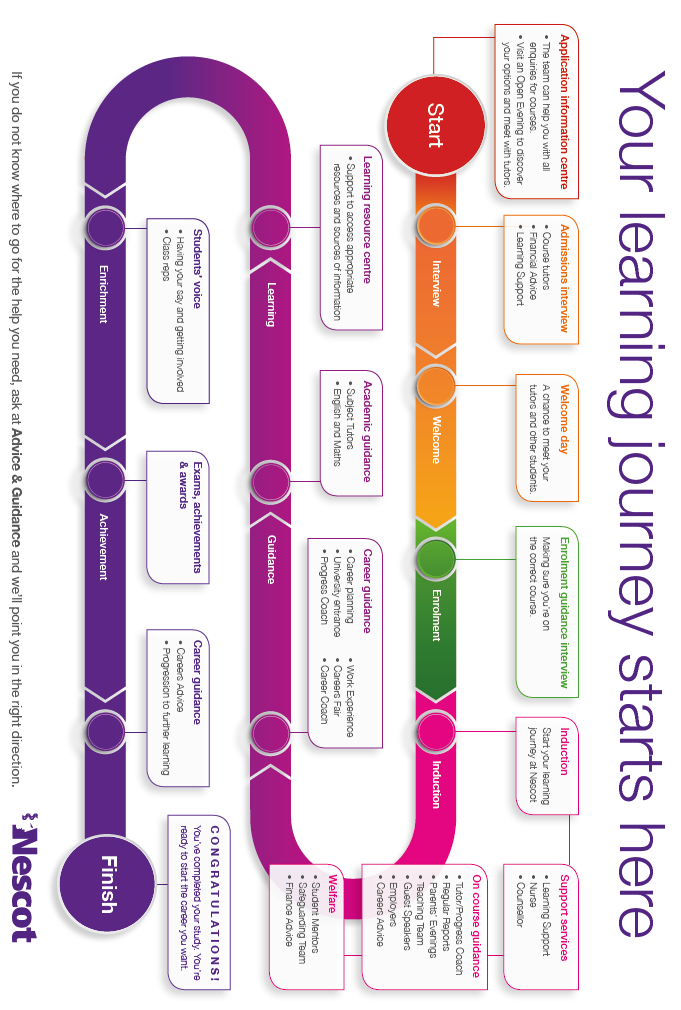 Your learning journey starts here
Application information centre
• The team can help you with all
enquiries for courses.
• Visit an Open Evening to discover
your options and meet with tutors.
Admissions interview
• Course tutors
• Financial Advice
• Learning Support
Welcome day
A chance to meet your
tutors and other students.
Enrolment guidance interview
Making sure you're on
the correct course.
Induction
Start your learning
journey at Nescot
Support services
• Learning Support
• Nurse
• Counsellor
Start
Interview
Welcome
Enrolment
Induction
On course guidance
• Tutor/Progress Coach
• Regular Reports
• Parents' Evenings
• Teaching Team
• Guest Speakers
• Employers
• Careers Advice
Welfare
• Student Mentors
• Safeguarding Team
• Finance Advice
Learning resource centre
• Support to access appropriate
resources and sources of information
Academic guidance
• Subject Tutors
• English and Maths
Career guidance
• Career planning
• University entrance
• Progress Coach
• Work Experience
• Careers Fair
• Career Coach
Learning
Guidance
Students' voice
• Having your say and getting involved
• Class reps
Exams, achievements
& awards
Career guidance
• Careers Advice
• Progression to further learning
CONGRATULATIONS!
You've completed your study. You're
ready to start the career you want.
Enrichment
Achievement
Finish
If you do not know where to go for the help you need, ask at Advice & Guidance and we'll point you in the right direction.
Nescot